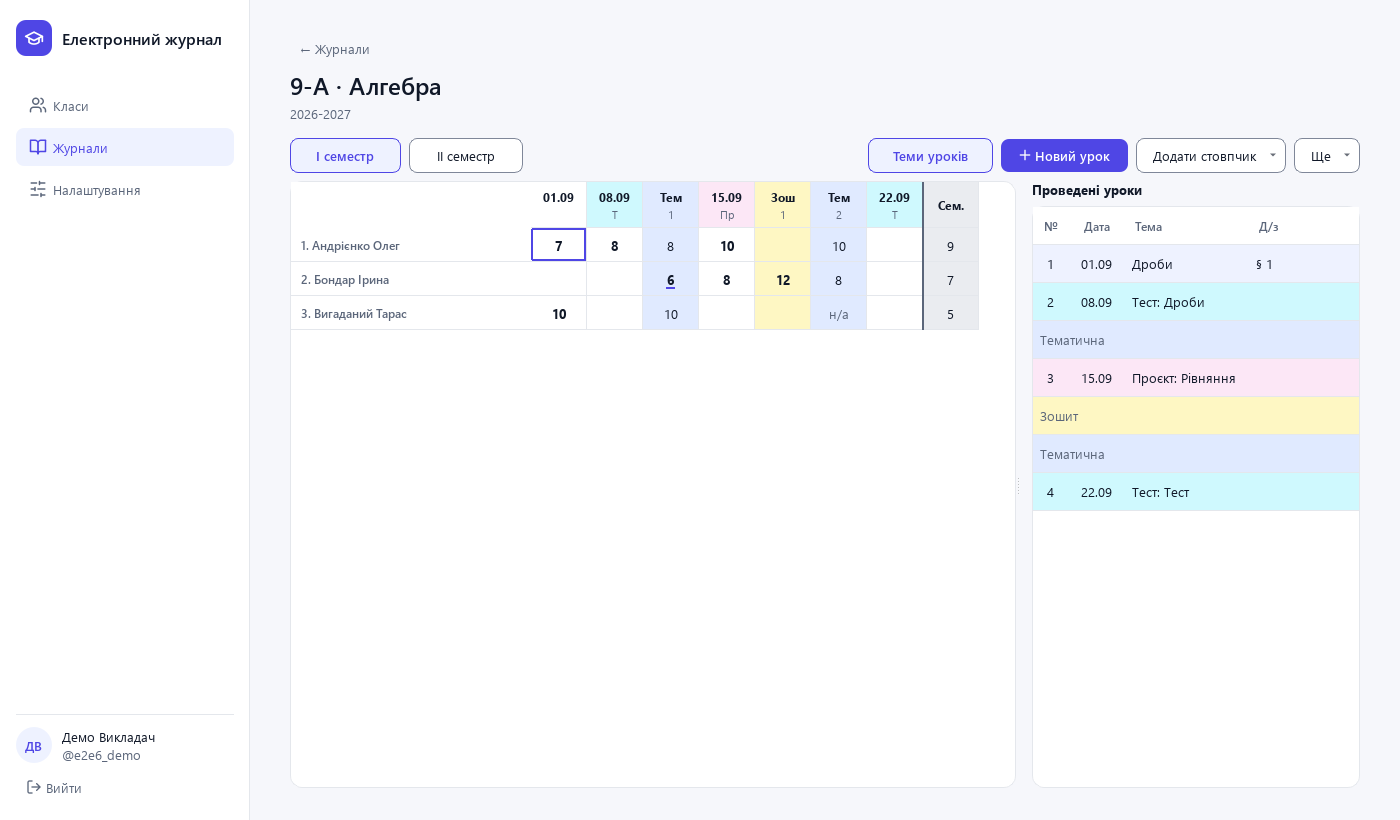 Електронний журнал
Класи
Журнали
Налаштування
Демо Викладач
ДВ
@e2e6_demo
Вийти
← Журнали
9-А · Алгебра
2026-2027
І семестр
ІІ семестр
Теми уроків
+ Новий урок
Додати стовпчик
Ще
01.09 08.09 Тем 15.09 Зош Тем 22.09 Сем.
Т 1 Пр 1 2 Т
1. Андрієнко Олег 7 8 8 10 10 9
2. Бондар Ірина 6 8 12 8 7
3. Вигаданий Тарас 10 10 н/а 5
Проведені уроки
№ Дата Тема Д/з
1 01.09 Дроби § 1
2 08.09 Тест: Дроби
Тематична
3 15.09 Проєкт: Рівняння
Зошит
Тематична
4 22.09 Тест: Тест